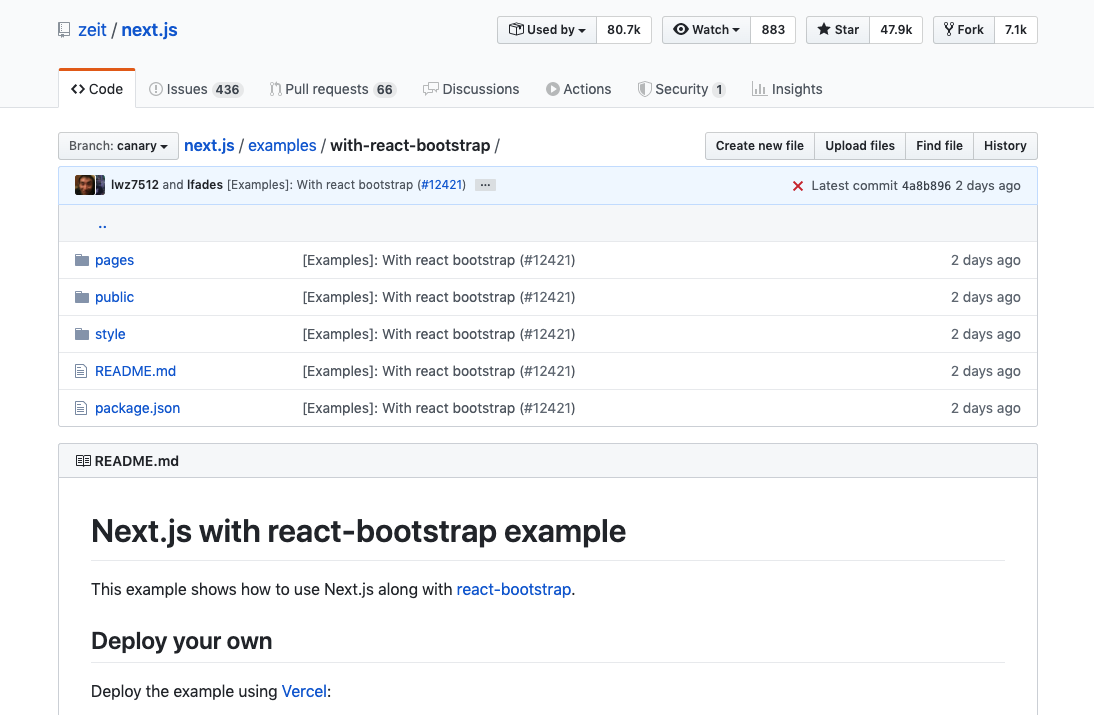 zeit / next.js
Used by 80.7k Watch 883 Star 47.9k Fork 7.1k
Code Issues 436 Pull requests 66 Discussions Actions Security 1 Insights
Branch: canary next.js / examples / with-react-bootstrap / Create new file Upload files Find file History
lwz7512 and lfades [Examples]: With react bootstrap (#12421) ... Latest commit 4a8b896 2 days ago
..
pages [Examples]: With react bootstrap (#12421) 2 days ago
public [Examples]: With react bootstrap (#12421) 2 days ago
style [Examples]: With react bootstrap (#12421) 2 days ago
README.md [Examples]: With react bootstrap (#12421) 2 days ago
package.json [Examples]: With react bootstrap (#12421) 2 days ago
README.md
Next.js with react-bootstrap example
This example shows how to use Next.js along with react-bootstrap.
Deploy your own
Deploy the example using Vercel: